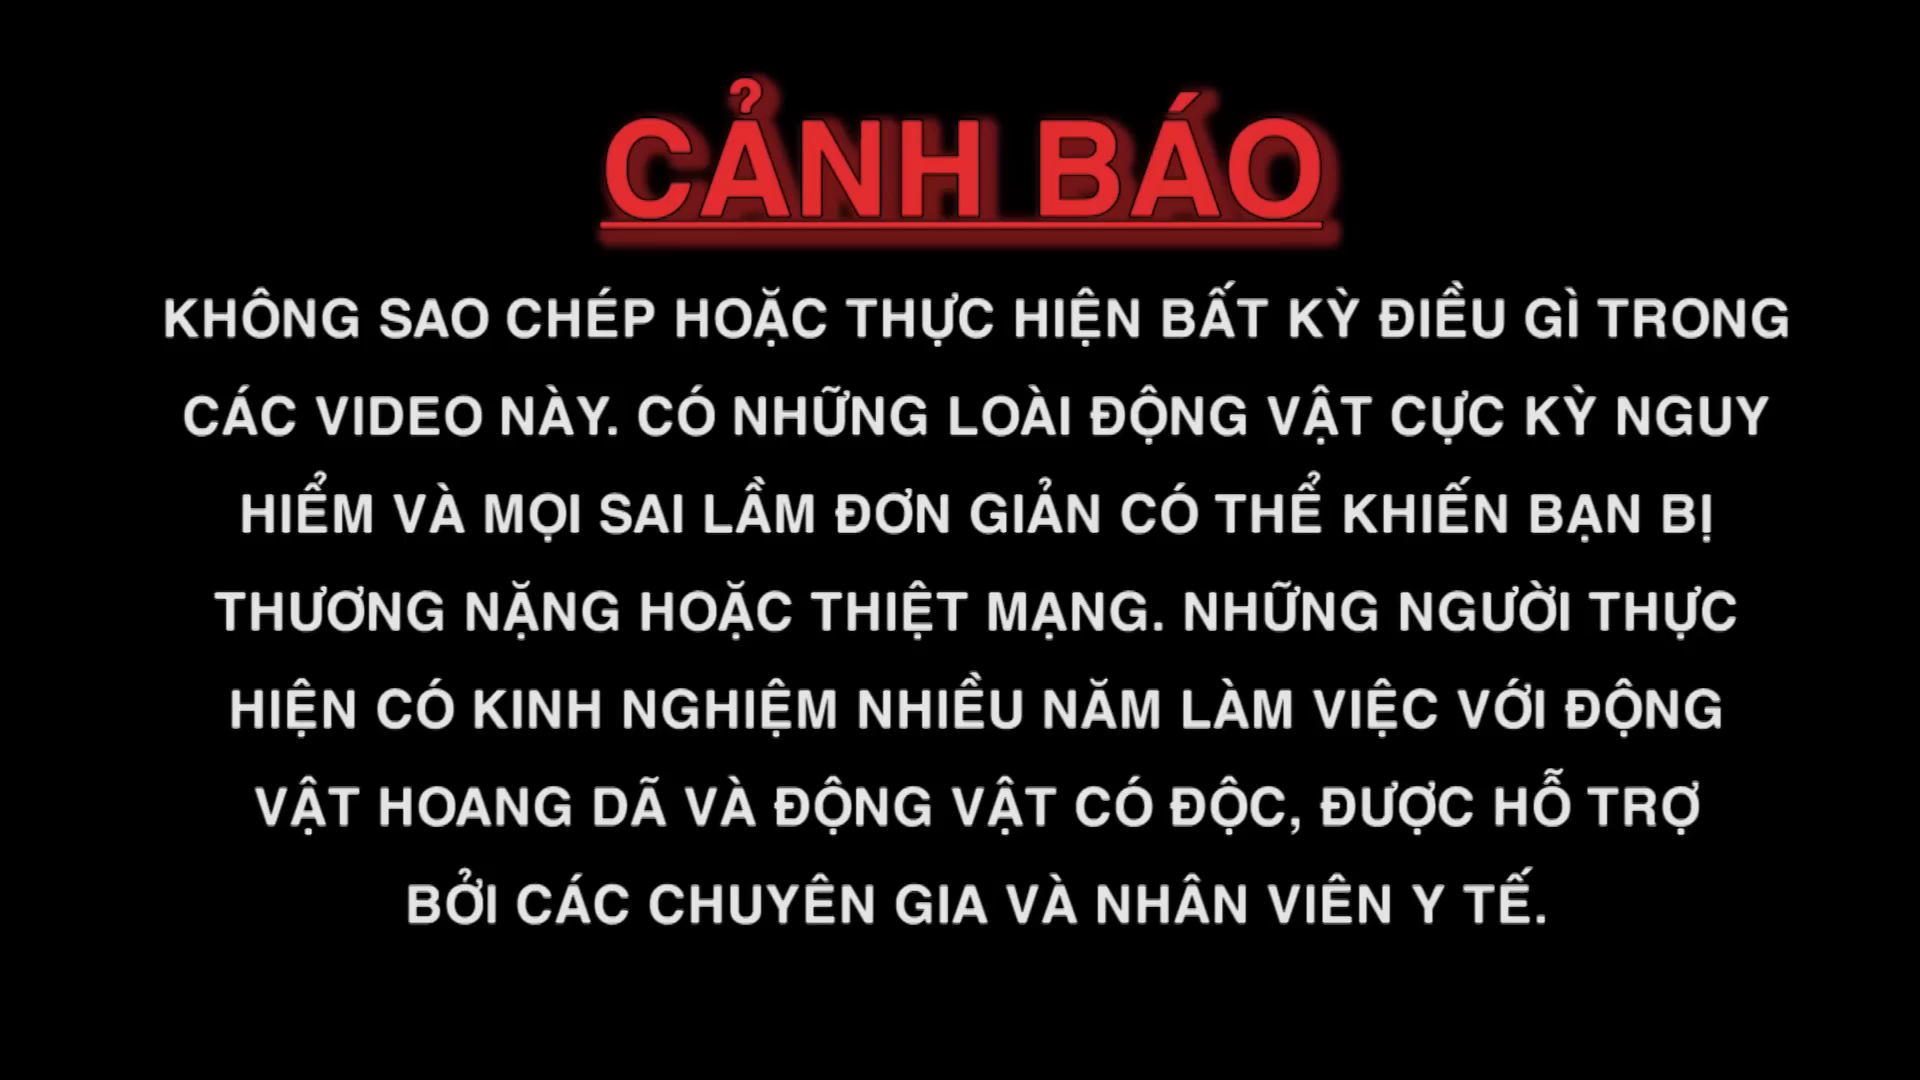 CẢNH BÁO
KHÔNG SAO CHÉP HOẶC THỰC HIỆN BẤT KỲ ĐIỀU GÌ TRONG
CÁC VIDEO NÀY. CÓ NHỮNG LOÀI ĐỘNG VẬT CỰC KỲ NGUY
HIỂM VÀ MỌI SAI LẦM ĐƠN GIẢN CÓ THỂ KHIẾN BẠN BỊ
THƯƠNG NẶNG HOẶC THIỆT MẠNG. NHỮNG NGƯỜI THỰC
HIỆN CÓ KINH NGHIỆM NHIỀU NĂM LÀM VIỆC VỚI ĐỘNG
VẬT HOANG DÃ VÀ ĐỘNG VẬT CÓ ĐỘC, ĐƯỢC HỖ TRỢ
BỞI CÁC CHUYÊN GIA VÀ NHÂN VIÊN Y TẾ.